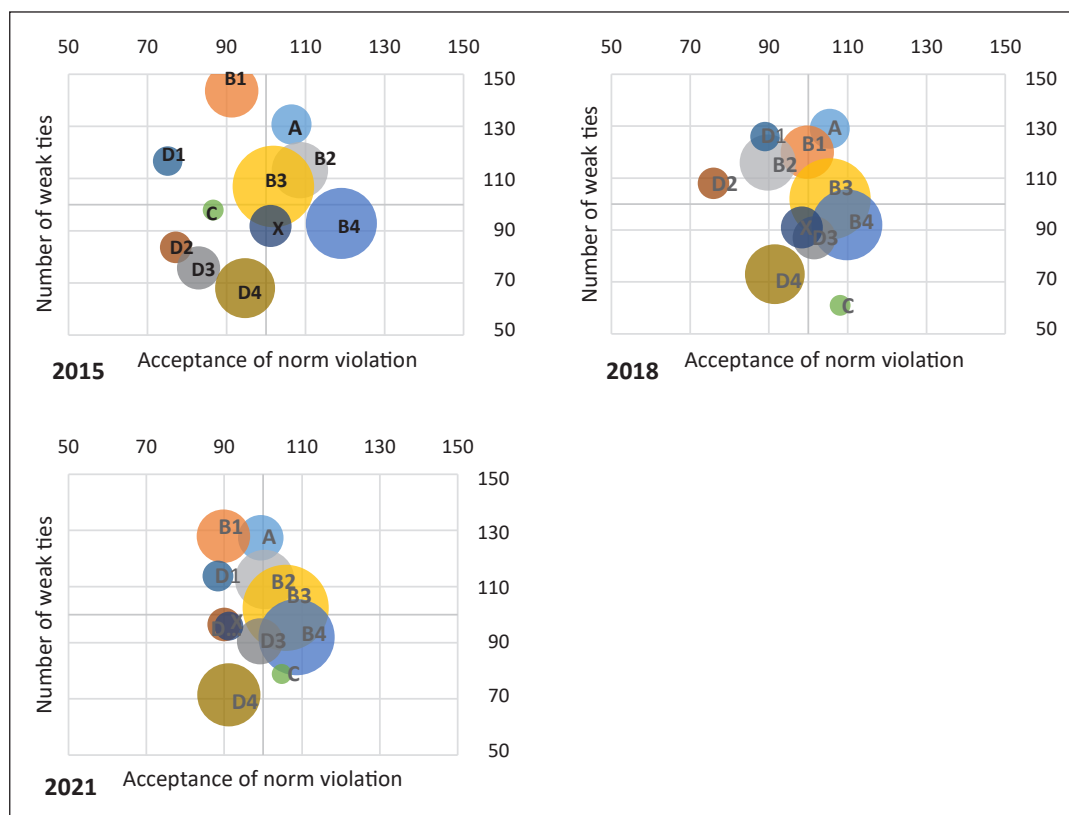 50 70 90 110 130 150
150
130
110
90
70
50
Number of weak ties
B1
A
D1
B2
B3
C
X
B4
D2
D3
D4
Acceptance of norm violation
2015
50 70 90 110 130 150
150
130
110
90
70
50
Number of weak ties
A
D1
B1
B2
D2
B3
B4
X
D3
D4
C
Acceptance of norm violation
2018
50 70 90 110 130 150
150
130
110
90
70
50
Number of weak ties
B1
A
D1
B2
B3
X
B4
D3
C
D4
Acceptance of norm violation
2021